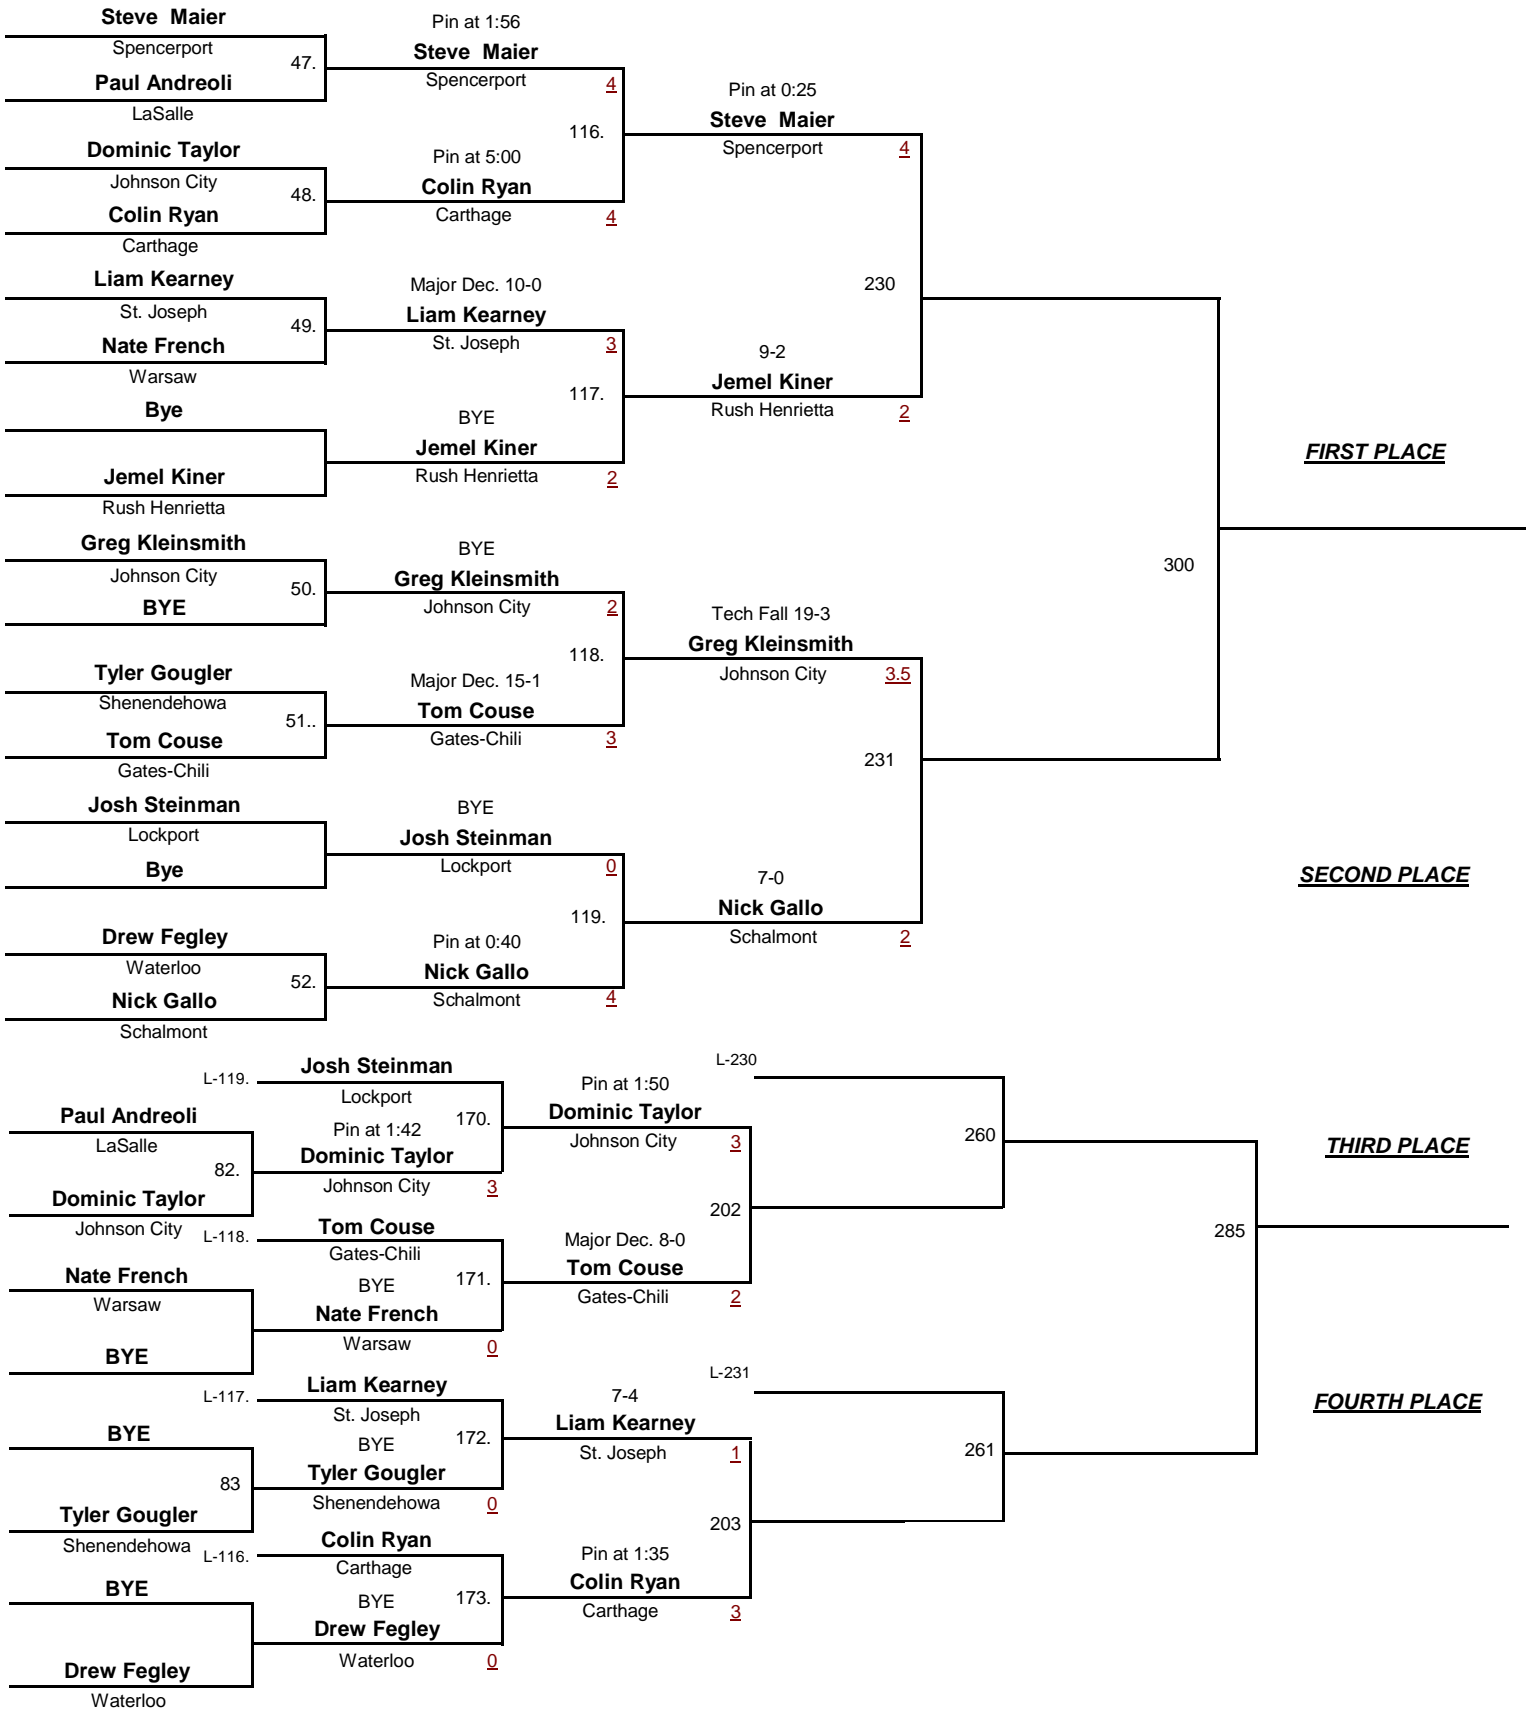 Steve  Maier
Spencerport
47.
Paul Andreoli
LaSalle
Dominic Taylor
Johnson City
48.
Colin Ryan
Carthage
Liam Kearney
St. Joseph
49.
Nate French
Warsaw
Bye
Jemel Kiner
Rush Henrietta
Greg Kleinsmith
Johnson City
50.
BYE
Tyler Gougler
Shenendehowa
51..
Tom Couse
Gates-Chili
Josh Steinman
Lockport
Bye
Drew Fegley
Waterloo
52.
Nick Gallo
Schalmont
Pin at 1:56
Steve  Maier
Spencerport
4
116.
Pin at 5:00
Colin Ryan
Carthage
4
Major Dec. 10-0
Liam Kearney
St. Joseph
3
117.
BYE
Jemel Kiner
Rush Henrietta
2
BYE
Greg Kleinsmith
Johnson City
2
118.
Major Dec. 15-1
Tom Couse
Gates-Chili
3
BYE
Josh Steinman
Lockport
0
119.
Pin at 0:40
Nick Gallo
Schalmont
4
Pin at 0:25
Steve  Maier
Spencerport
4
230
9-2
Jemel Kiner
Rush Henrietta
2
Tech Fall 19-3
Greg Kleinsmith
Johnson City
3.5
231
7-0
Nick Gallo
Schalmont
2
300
FIRST PLACE
SECOND PLACE
Paul Andreoli
LaSalle
82.
Dominic Taylor
Johnson City
Nate French
Warsaw
BYE
BYE
83
Tyler Gougler
Shenendehowa
BYE
Drew Fegley
Waterloo
L-119.
Josh Steinman
Lockport
170.
Pin at 1:42
Dominic Taylor
Johnson City
3
L-118.
Tom Couse
Gates-Chili
171.
BYE
Nate French
Warsaw
0
L-117.
Liam Kearney
St. Joseph
172.
BYE
Tyler Gougler
Shenendehowa
0
L-116.
Colin Ryan
Carthage
173.
BYE
Drew Fegley
Waterloo
0
Pin at 1:50
Dominic Taylor
Johnson City
3
202
Major Dec. 8-0
Tom Couse
Gates-Chili
2
7-4
Liam Kearney
St. Joseph
1
203
Pin at 1:35
Colin Ryan
Carthage
3
L-230
260
L-231
261
285
THIRD PLACE
FOURTH PLACE